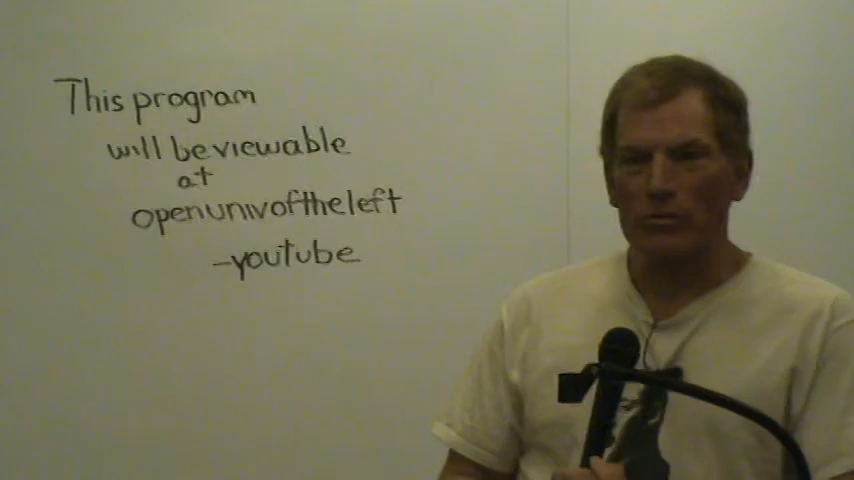 This program
will be viewable
at
openunivoftheleft
-youtube